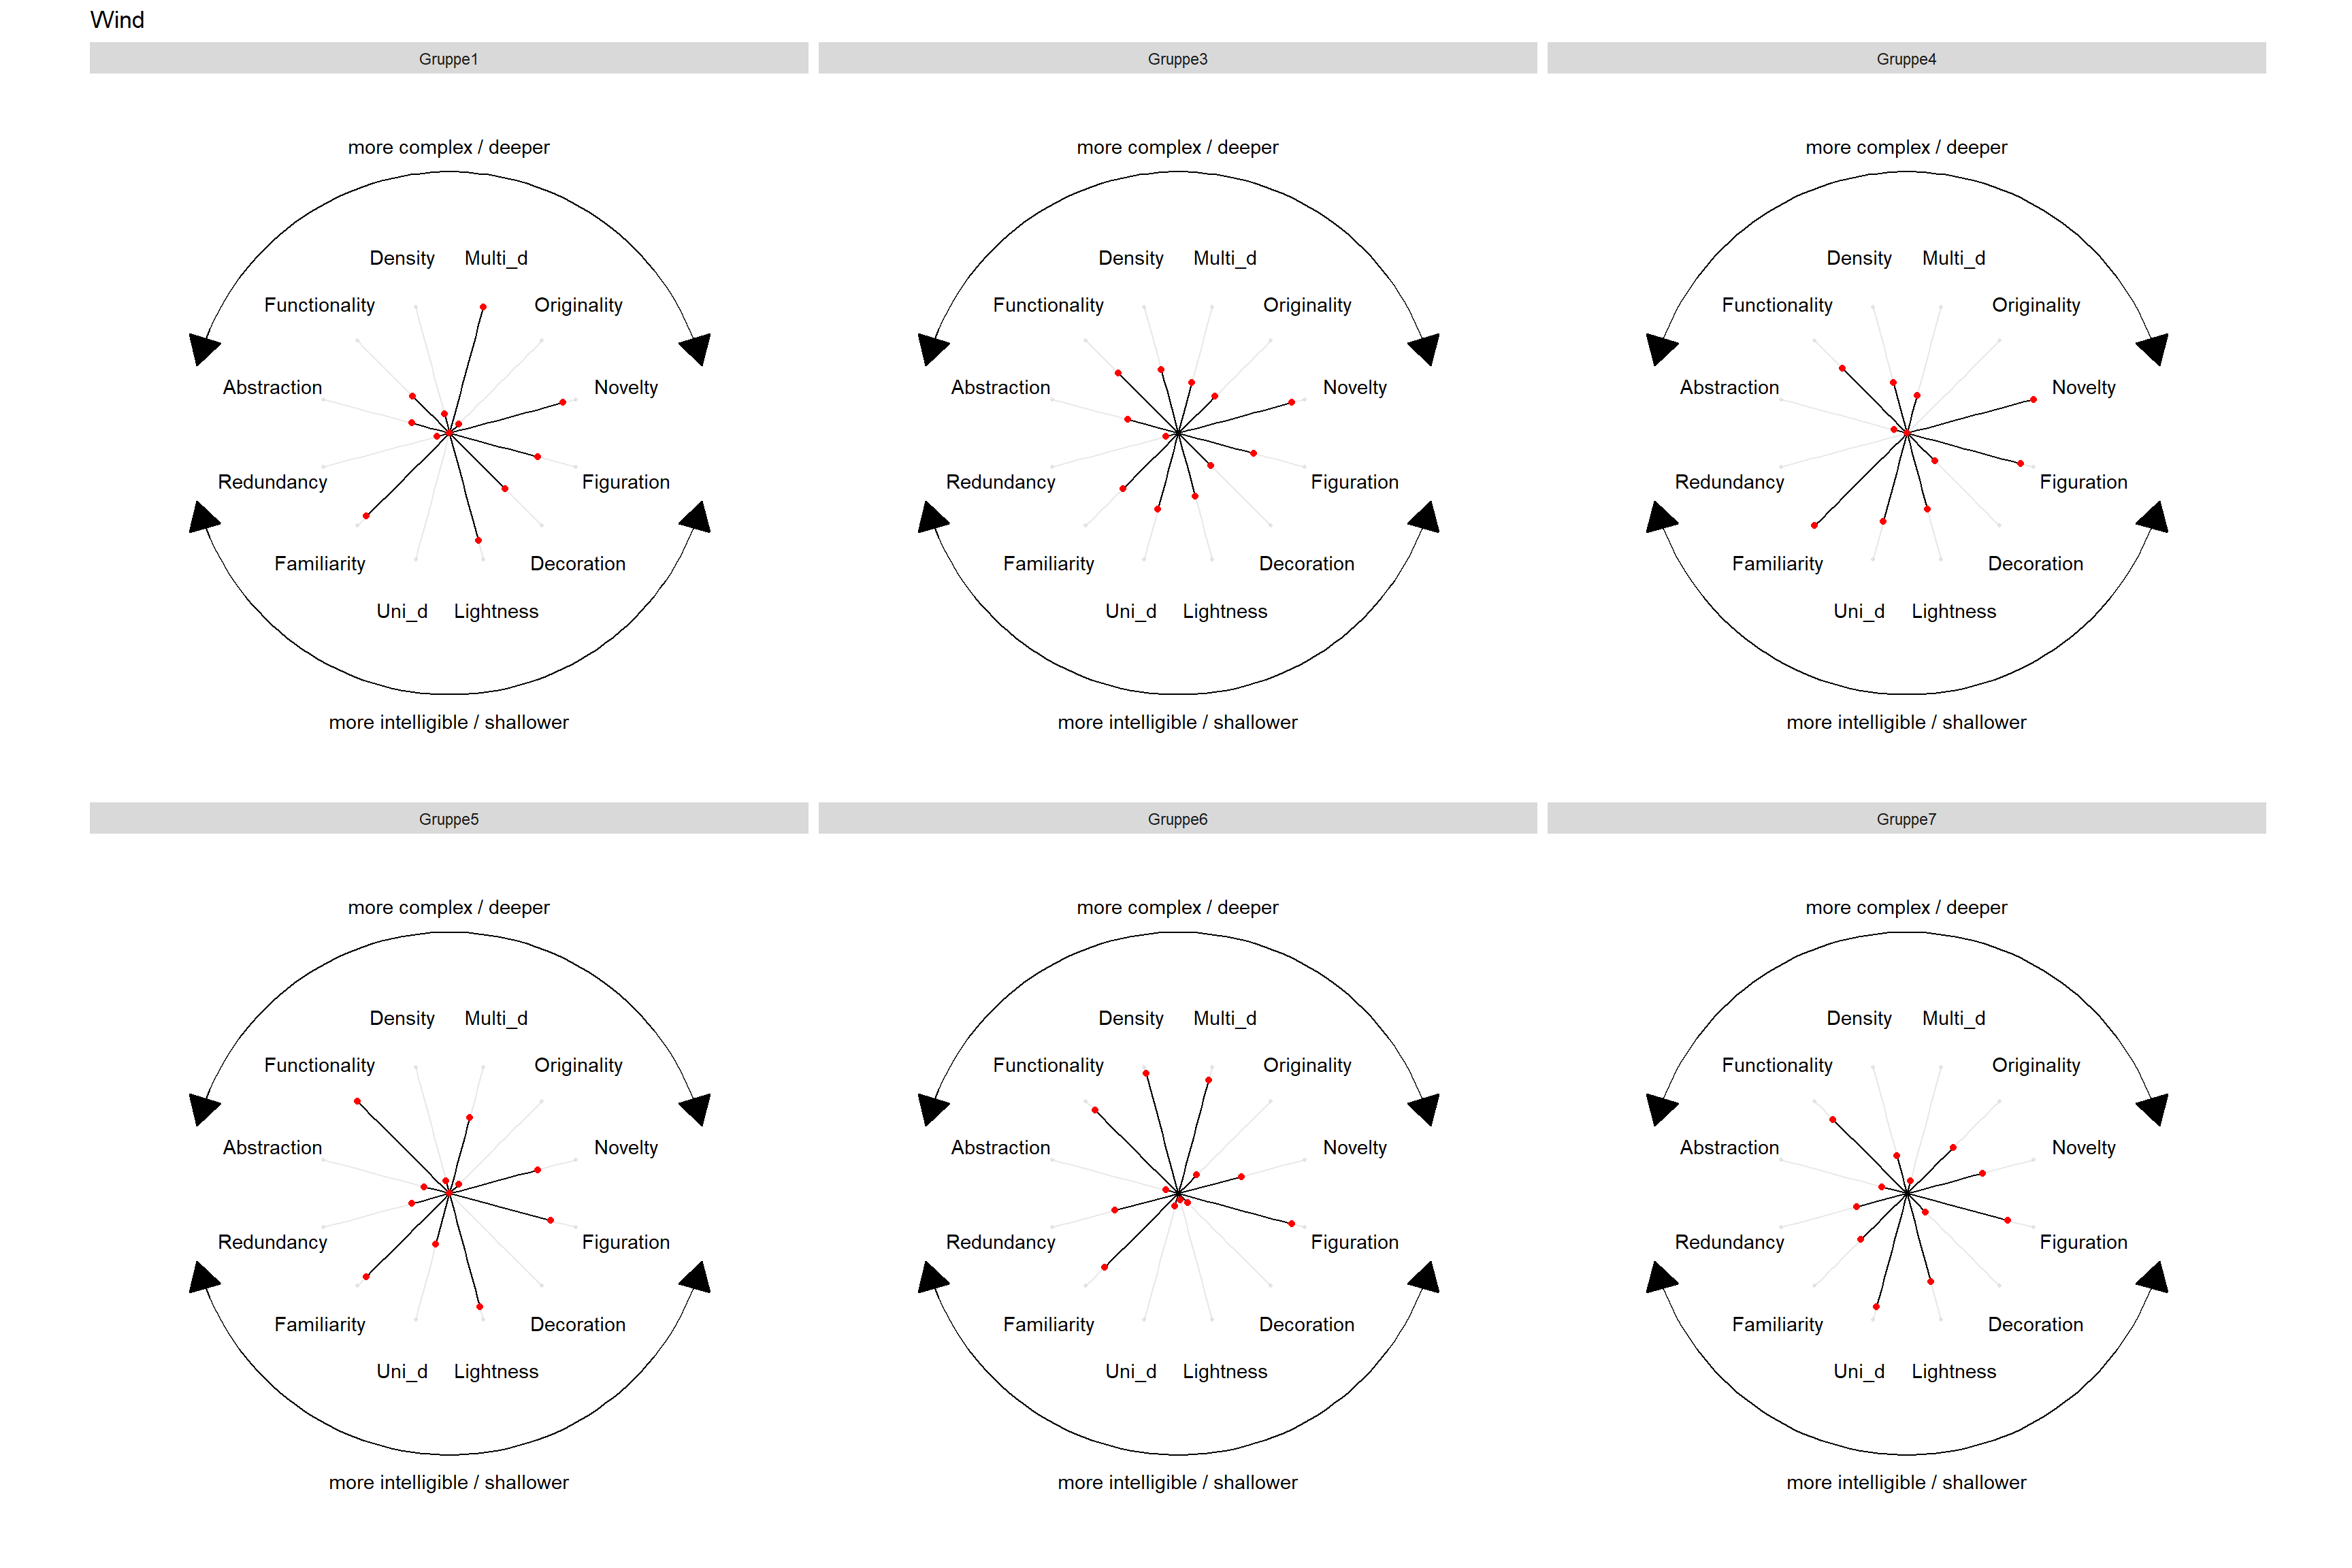 Wind
Gruppe1
Gruppe3
Gruppe4
more complex / deeper
more complex / deeper
more complex / deeper
Density Multi_d
Functionality Originality
Abstraction Novelty
Redundancy Figuration
Familiarity Decoration
Uni_d Lightness
Density Multi_d
Functionality Originality
Abstraction Novelty
Redundancy Figuration
Familiarity Decoration
Uni_d Lightness
Density Multi_d
Functionality Originality
Abstraction Novelty
Redundancy Figuration
Familiarity Decoration
Uni_d Lightness
more intelligible / shallower
more intelligible / shallower
more intelligible / shallower
Gruppe5
Gruppe6
Gruppe7
more complex / deeper
more complex / deeper
more complex / deeper
Density Multi_d
Functionality Originality
Abstraction Novelty
Redundancy Figuration
Familiarity Decoration
Uni_d Lightness
Density Multi_d
Functionality Originality
Abstraction Novelty
Redundancy Figuration
Familiarity Decoration
Uni_d Lightness
Density Multi_d
Functionality Originality
Abstraction Novelty
Redundancy Figuration
Familiarity Decoration
Uni_d Lightness
more intelligible / shallower
more intelligible / shallower
more intelligible / shallower